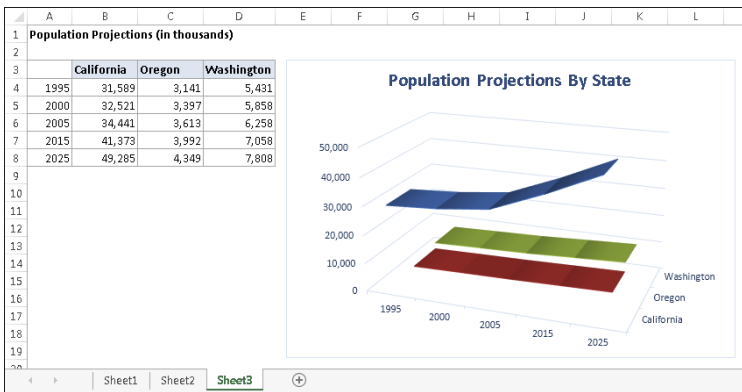 A B C D E F G H I J K L
1 Population Projections (in thousands)
2
3 California Oregon Washington
4 1995 31,589 3,141 5,431
5 2000 32,521 3,397 5,858
6 2005 34,441 3,613 6,258
7 2015 41,373 3,992 7,058
8 2025 49,285 4,349 7,808
9
10
11
12
13
14
15
16
17
18
19
Population Projections By State
50,000
40,000
30,000
20,000
10,000
0
1995
2000
2005
2015
2025
Washington
Oregon
California
Sheet1 Sheet2 Sheet3